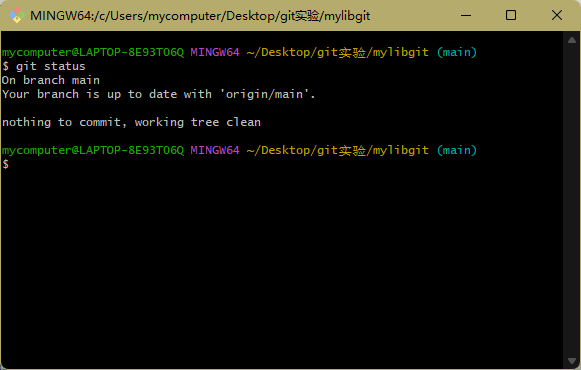 MINGW64:/c/Users/mycomputer/Desktop/git实验/mylibgit
mycomputer@LAPTOP-8E93TO6Q MINGW64 ~/Desktop/git实验/mylibgit (main)
$ git status
On branch main
Your branch is up to date with 'origin/main'.
nothing to commit, working tree clean
mycomputer@LAPTOP-8E93TO6Q MINGW64 ~/Desktop/git实验/mylibgit (main)
$